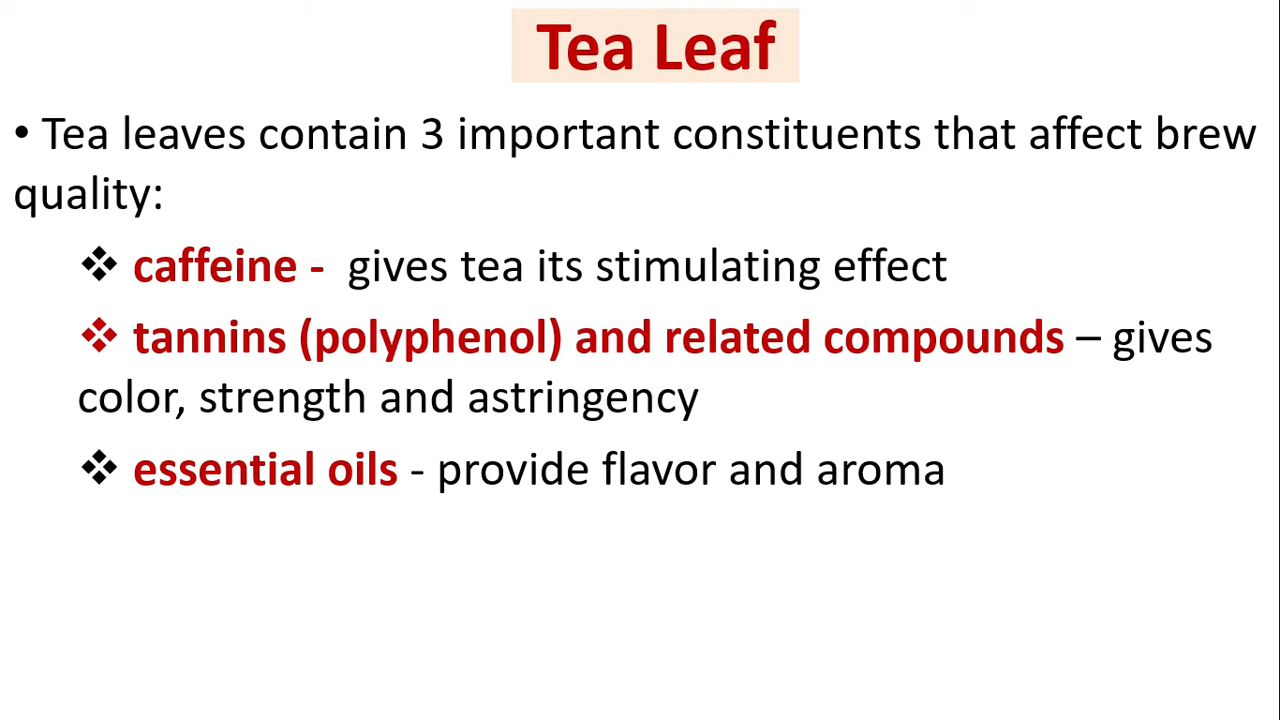 Tea Leaf
• Tea leaves contain 3 important constituents that affect brew
quality:
❖ caffeine - gives tea its stimulating effect
❖ tannins (polyphenol) and related compounds – gives
color, strength and astringency
❖ essential oils - provide flavor and aroma